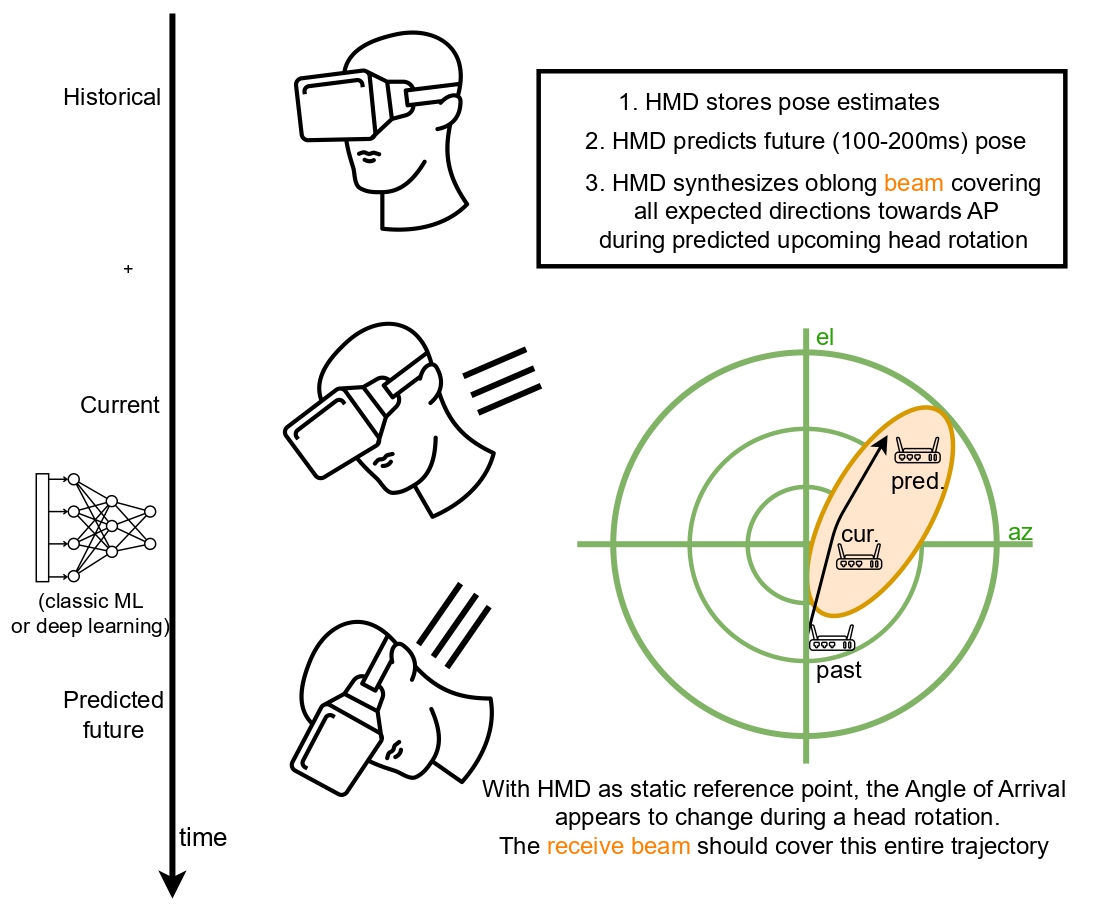 Historical
+
Current
(classic ML
or deep learning)
Predicted
future
time
1. HMD stores pose estimates
2. HMD predicts future (100-200ms) pose
3. HMD synthesizes oblong beam covering
all expected directions towards AP
during predicted upcoming head rotation
el
az
pred.
cur.
past
With HMD as static reference point, the Angle of Arrival
appears to change during a head rotation.
The receive beam should cover this entire trajectory